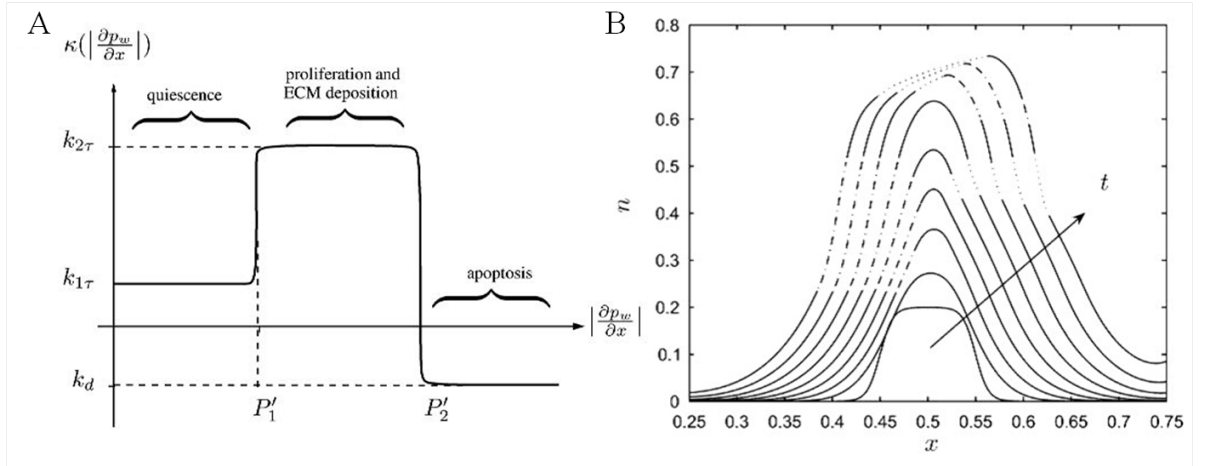 A
κ(|∂p_w/∂x|)
quiescence
proliferation and
ECM deposition
k_{2τ}
k_{1τ}
k_d
apoptosis
|∂p_w/∂x|
P′_1
P′_2
B
0.8
0.7
0.6
0.5
0.4
0.3
0.2
0.1
0
n
t
0.25 0.3 0.35 0.4 0.45 0.5 0.55 0.6 0.65 0.7 0.75
x